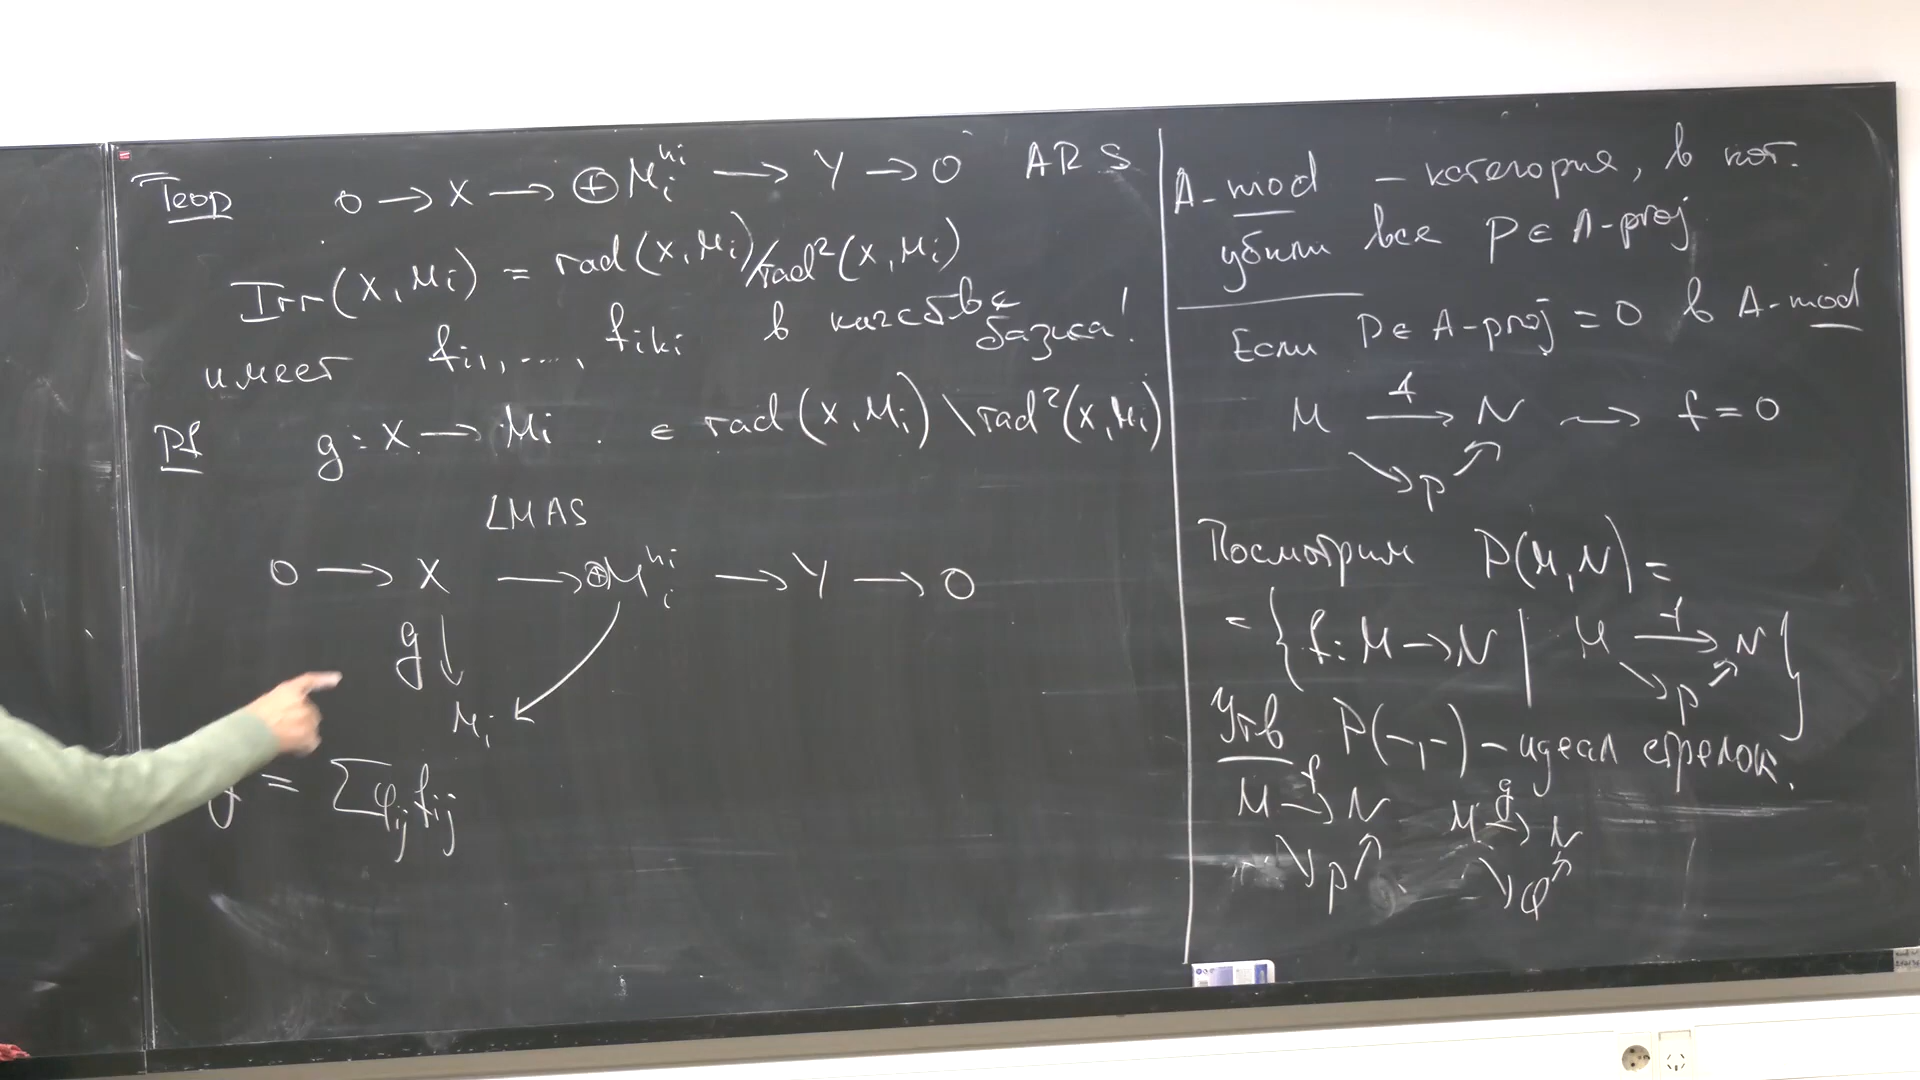 Теор 0 → X → ⊕ M_i^{n_i} → Y → 0 ARS
Irr(X, M_i) = rad(X, M_i)/rad²(X, M_i)
имеет f_{i1}, ..., f_{iki} в качестве базиса!
Pf g : X → M_i . ∈ rad(X, M_i) \ rad²(X, M_i)
LMAS
0 → X → ⊕M_i^{n_i} → Y → 0
g ↓
M_i
= Σ φ_{ij} f_{ij}
A-mod - категория, в кот.
убили все P ∈ A-proj
Если P ∈ A-proj = 0 в A-mod
M →^f N ⇝ f = 0
↘ P ↗
Посмотрим P(M, N) =
= { f : M → N | M →^f N }
↘ P ↗
Утв P(-,-) - идеал стрелок.
M →^f N M →^g N
↘ P ↗ ↘ Q ↗